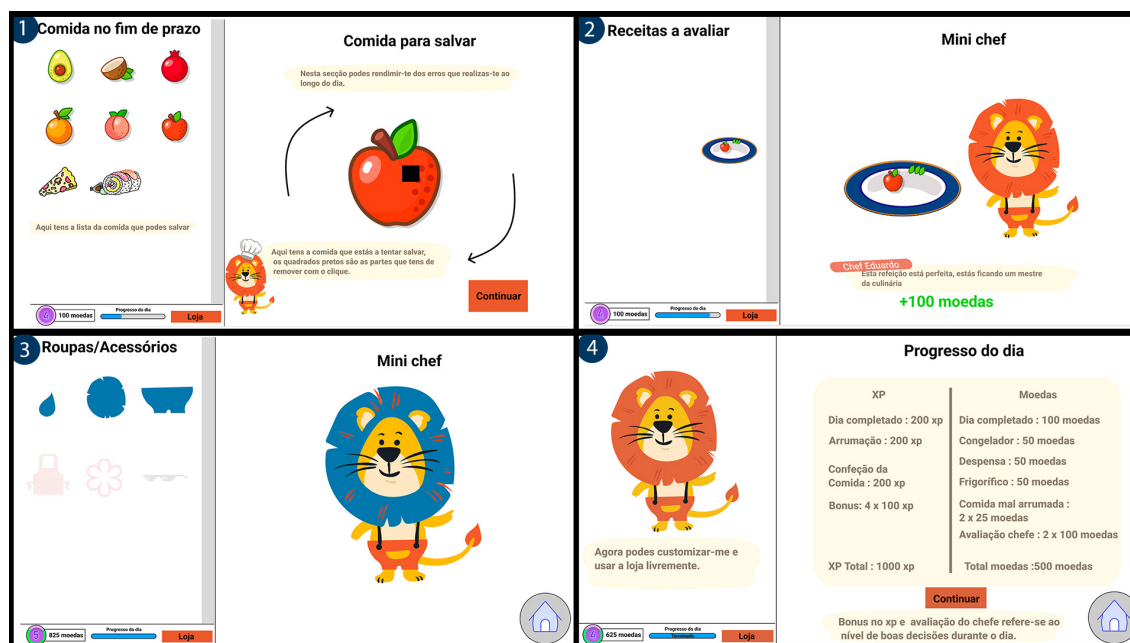 1
Comida no fim de prazo
Comida para salvar
Nesta secção podes rendimir-te dos erros que realizas-te ao
longo do dia.
Aqui tens a lista da comida que podes salvar
Aqui tens a comida que estás a tentar salvar,
os quadrados pretos são as partes que tens de
remover com o clique.
Continuar
4
100 moedas
Progresso do dia
Loja
2
Receitas a avaliar
Mini chef
Chef Eduardo
Esta refeição está perfeita, estás ficando um mestre
da culinária
+100 moedas
4
100 moedas
Progresso do dia
Loja
3
Roupas/Acessórios
Mini chef
5
825 moedas
Progresso do dia
Loja
4
Agora podes customizar-me e
usar a loja livremente.
Progresso do dia
XP
Dia completado : 200 xp
Arrumação : 200 xp
Confeção da
Comida : 200 xp
Bonus: 4 x 100 xp
XP Total : 1000 xp
Moedas
Dia completado : 100 moedas
Congelador : 50 moedas
Despensa : 50 moedas
Frigorífico : 50 moedas
Comida mal arrumada :
2 x 25 moedas
Avaliação chefe : 2 x 100 moedas
Total moedas :500 moedas
Continuar
Bonus no xp e avaliação do chefe refere-se ao
nível de boas decisões durante o dia.
4
625 moedas
Progresso do dia
Terminado
Loja